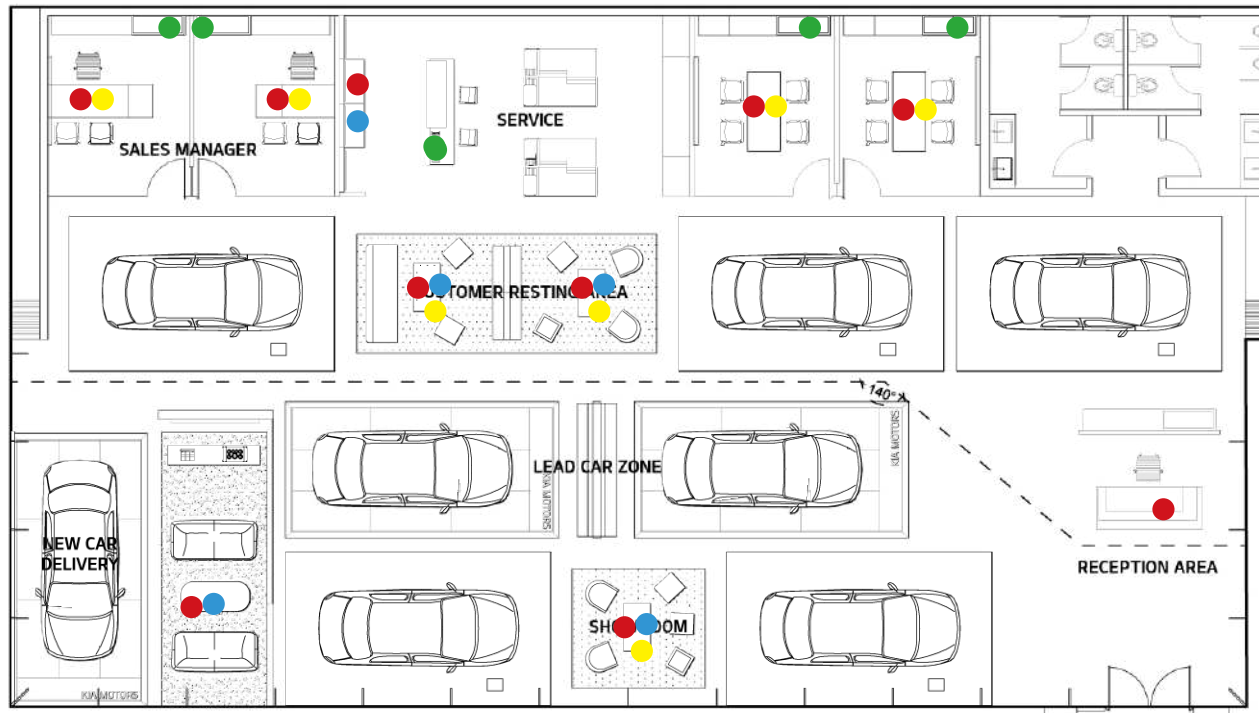 SERVICE
SALES MANAGER
CUSTOMER RESTING AREA
140°
KIA MOTORS
LEAD CAR ZONE
KIA MOTORS
NEW CAR
DELIVERY
RECEPTION AREA
SHOWROOM
KIA MOTORS